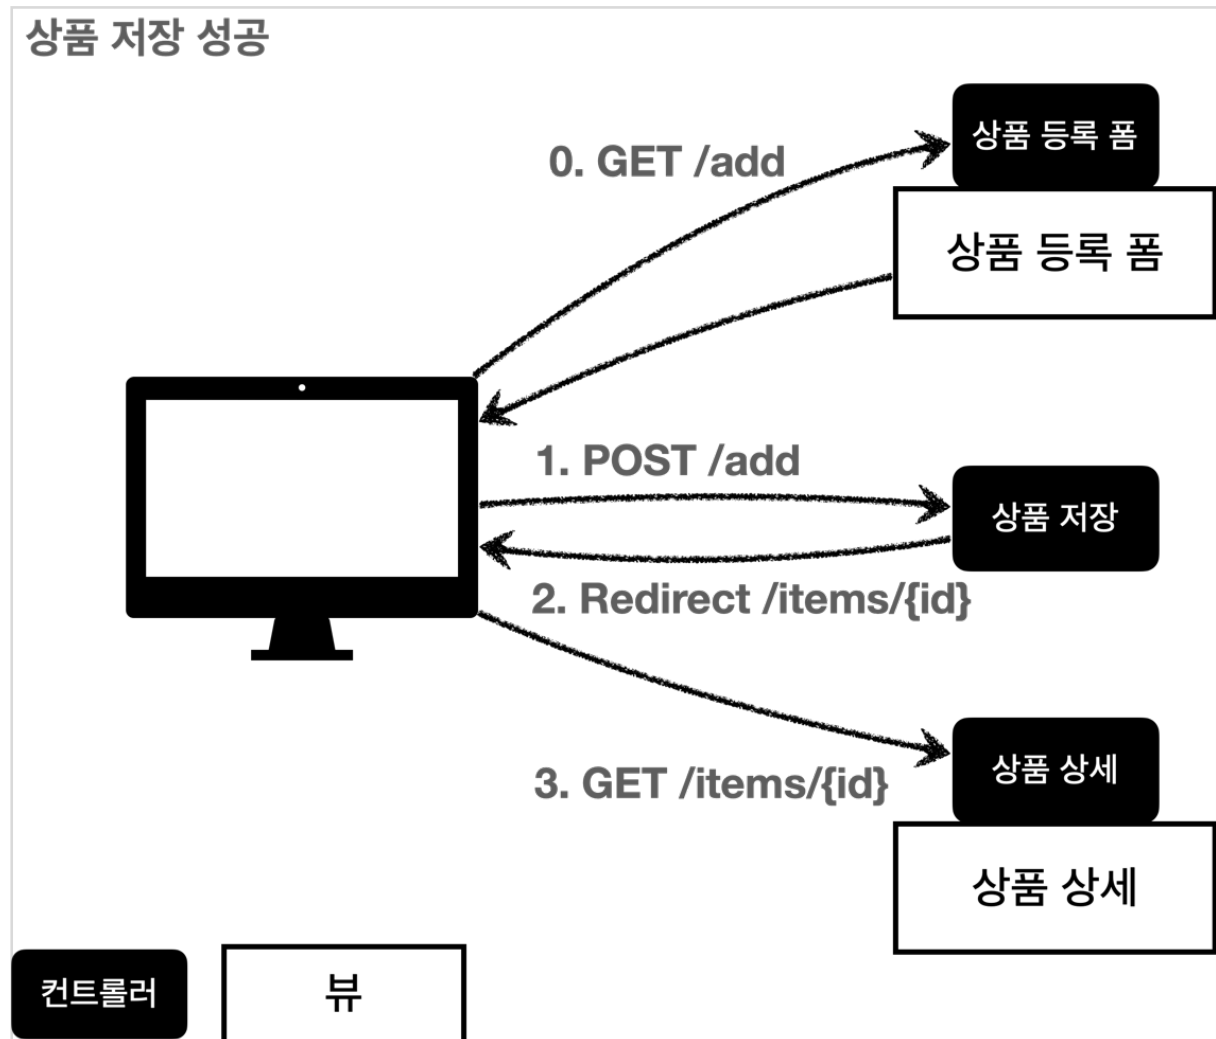 상품 저장 성공
0. GET /add
상품 등록 폼
상품 등록 폼
1. POST /add
상품 저장
2. Redirect /items/{id}
3. GET /items/{id}
상품 상세
상품 상세
컨트롤러
뷰